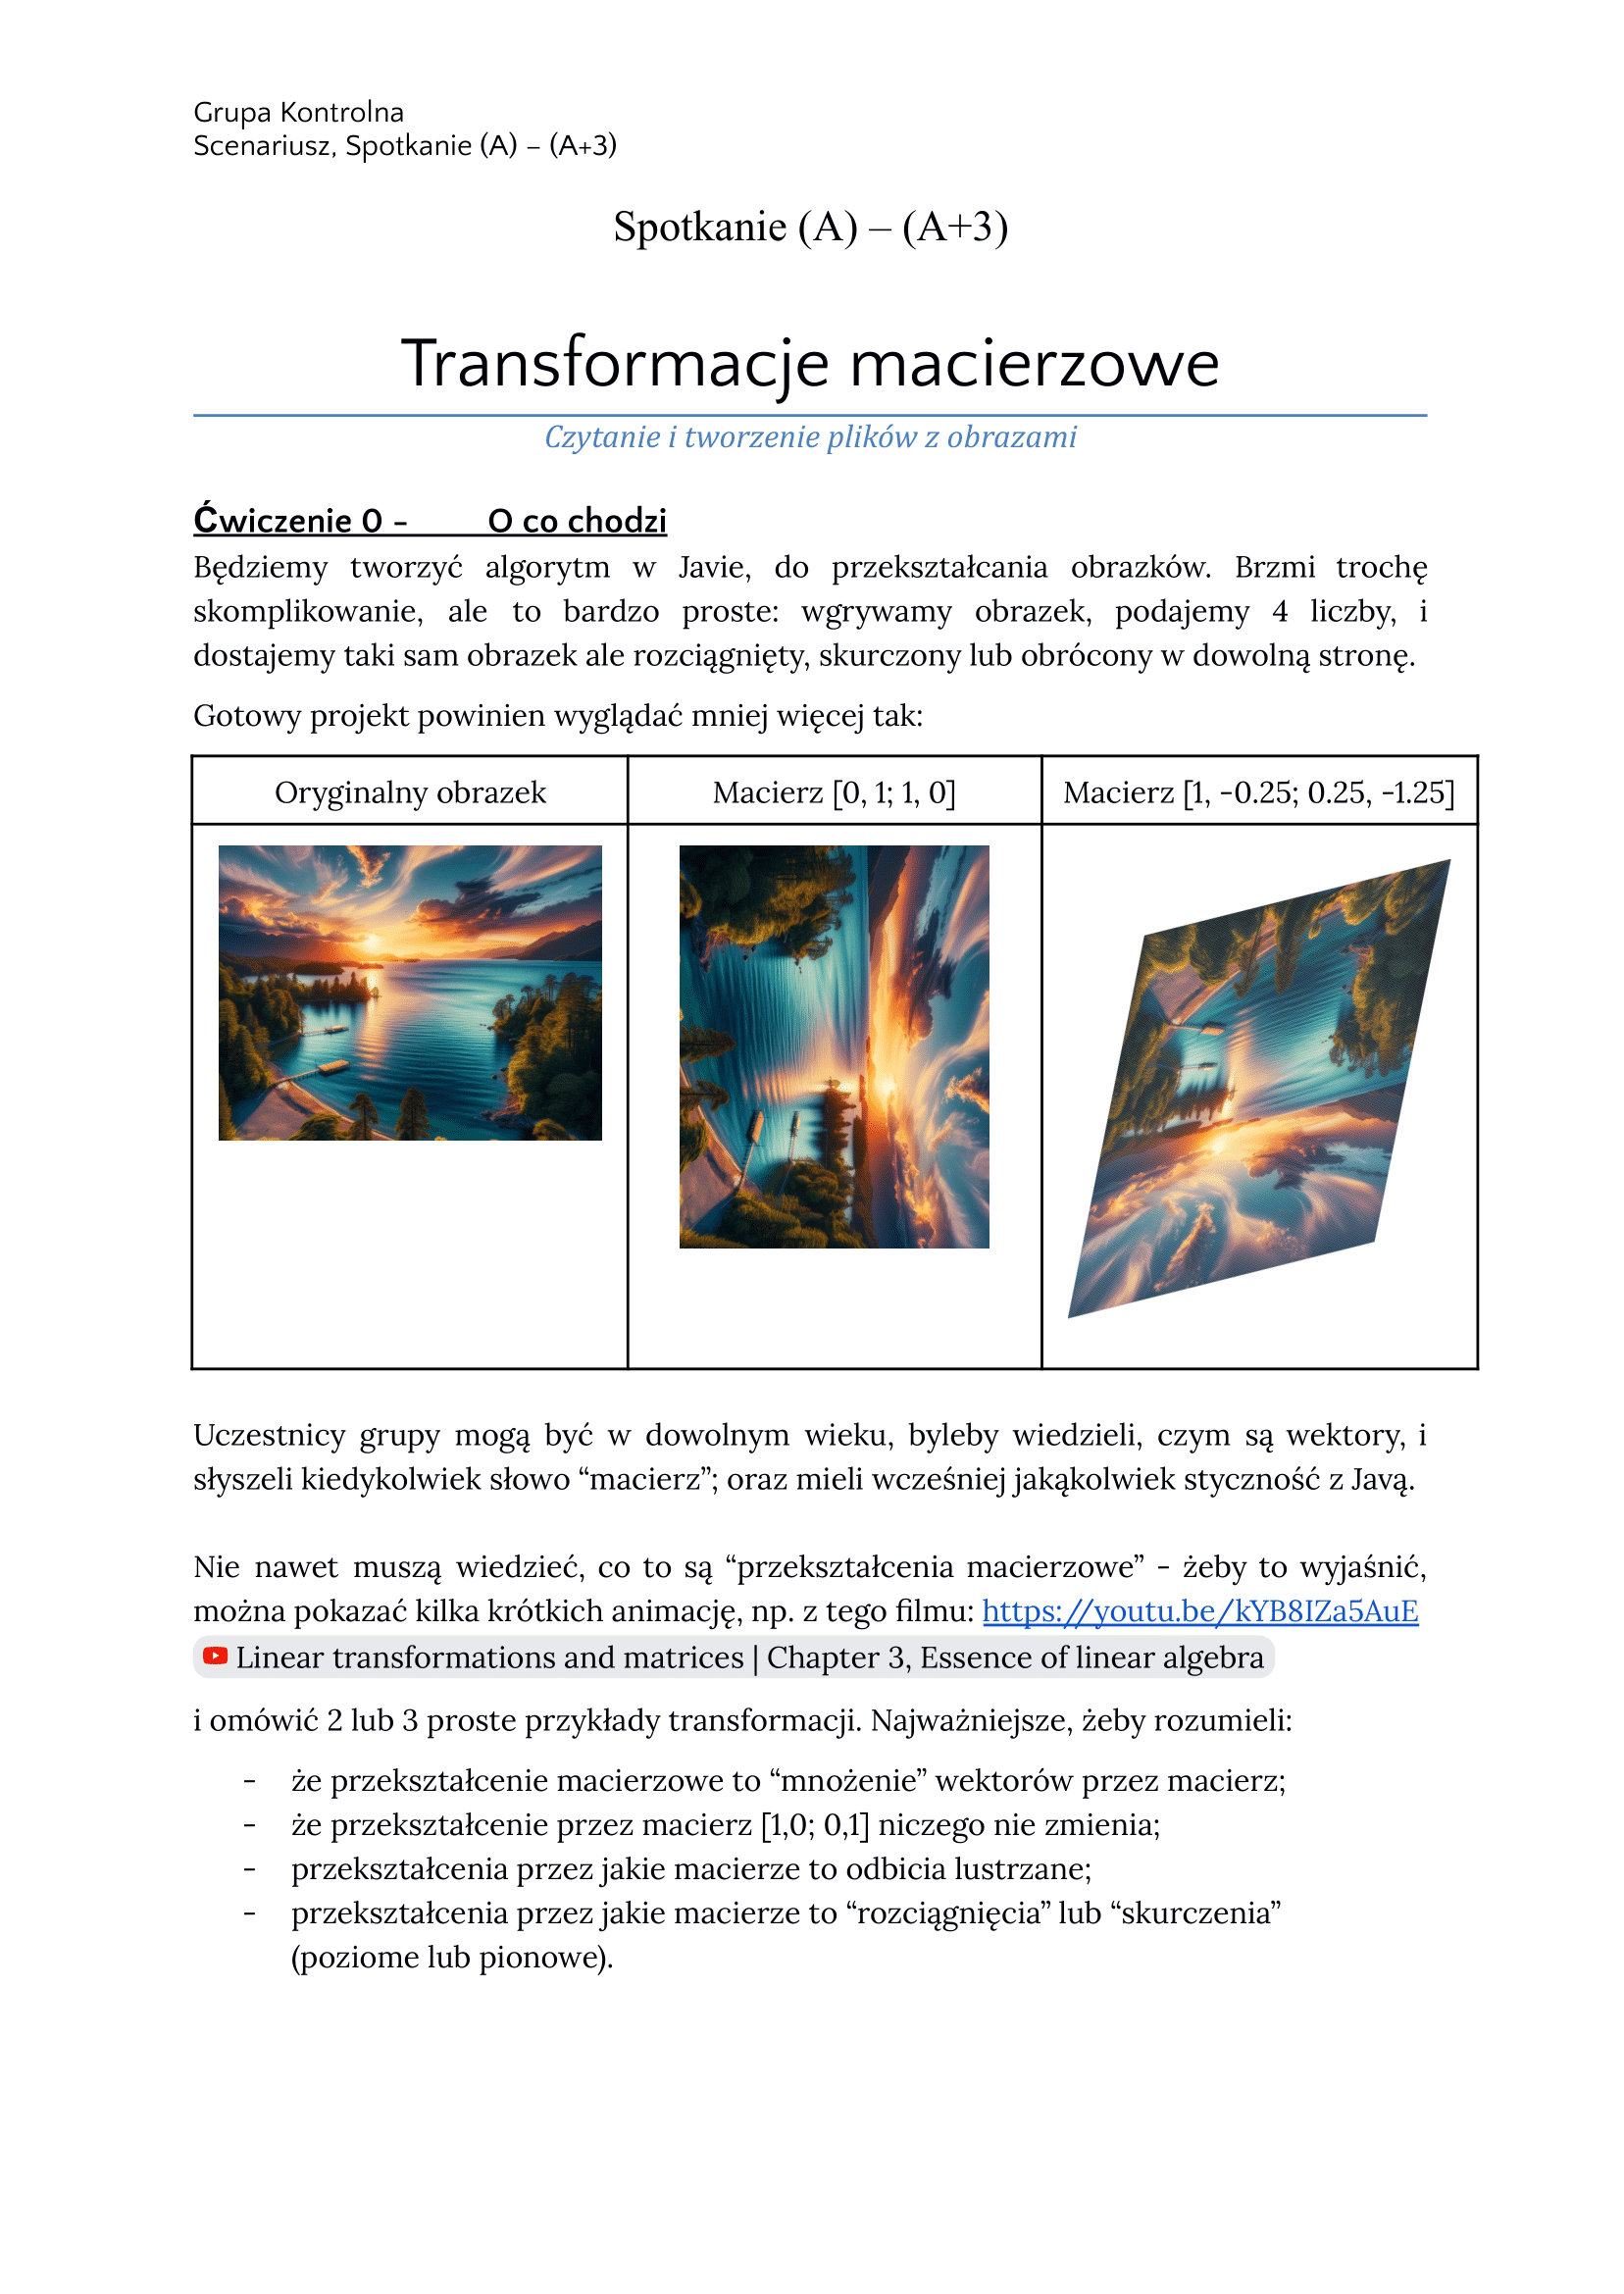 Grupa Kontrolna
Scenariusz, Spotkanie (A) – (A+3)
Spotkanie (A) – (A+3)
Transformacje macierzowe
Czytanie i tworzenie plików z obrazami
Ćwiczenie 0 - O co chodzi
Będziemy tworzyć algorytm w Javie, do przekształcania obrazków. Brzmi trochę
skomplikowanie, ale to bardzo proste: wgrywamy obrazek, podajemy 4 liczby, i
dostajemy taki sam obrazek ale rozciągnięty, skurczony lub obrócony w dowolną stronę.
Gotowy projekt powinien wyglądać mniej więcej tak:
Oryginalny obrazek
Macierz [0, 1; 1, 0]
Macierz [1, -0.25; 0.25, -1.25]
Uczestnicy grupy mogą być w dowolnym wieku, byleby wiedzieli, czym są wektory, i
słyszeli kiedykolwiek słowo “macierz”; oraz mieli wcześniej jakąkolwiek styczność z Javą.
Nie nawet muszą wiedzieć, co to są “przekształcenia macierzowe” - żeby to wyjaśnić,
można pokazać kilka krótkich animację, np. z tego filmu: https://youtu.be/kYB8IZa5AuE
Linear transformations and matrices | Chapter 3, Essence of linear algebra
i omówić 2 lub 3 proste przykłady transformacji. Najważniejsze, żeby rozumieli:
- że przekształcenie macierzowe to “mnożenie” wektorów przez macierz;
- że przekształcenie przez macierz [1,0; 0,1] niczego nie zmienia;
- przekształcenia przez jakie macierze to odbicia lustrzane;
- przekształcenia przez jakie macierze to “rozciągnięcia” lub “skurczenia”
(poziome lub pionowe).